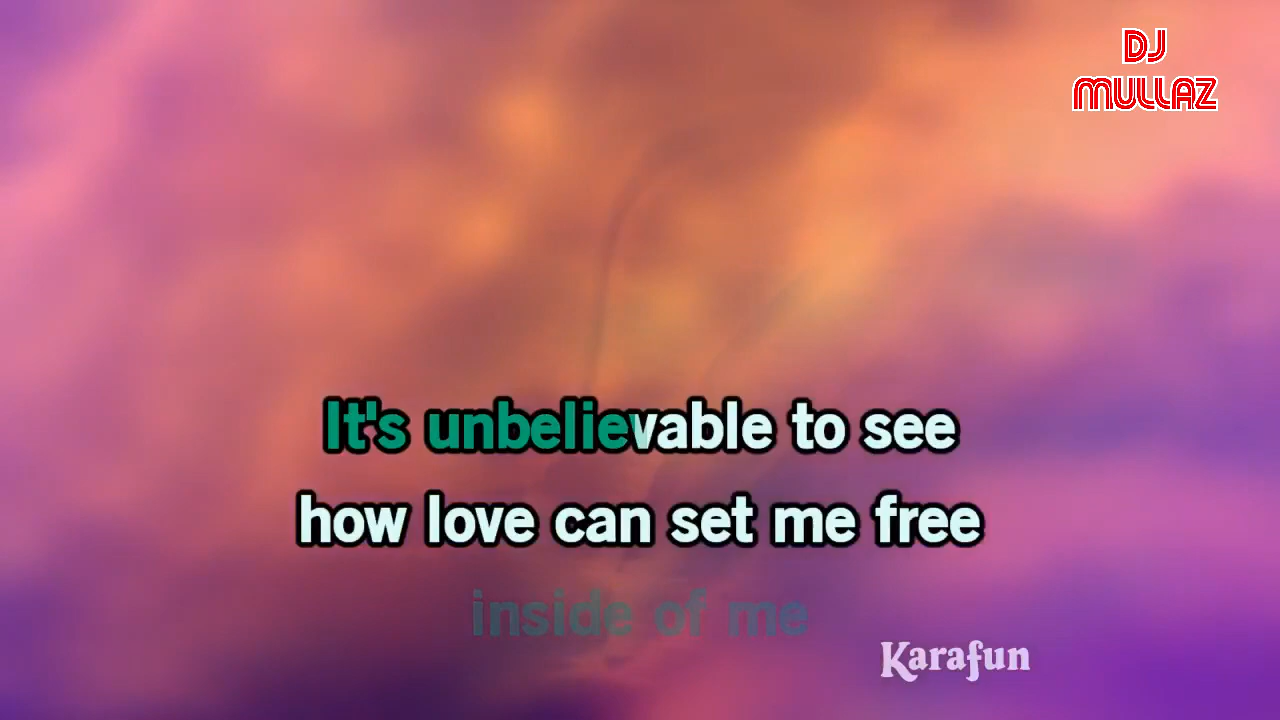 DJ
MULLAZ
It's unbelievable to see
how love can set me free
inside of me
Karafun